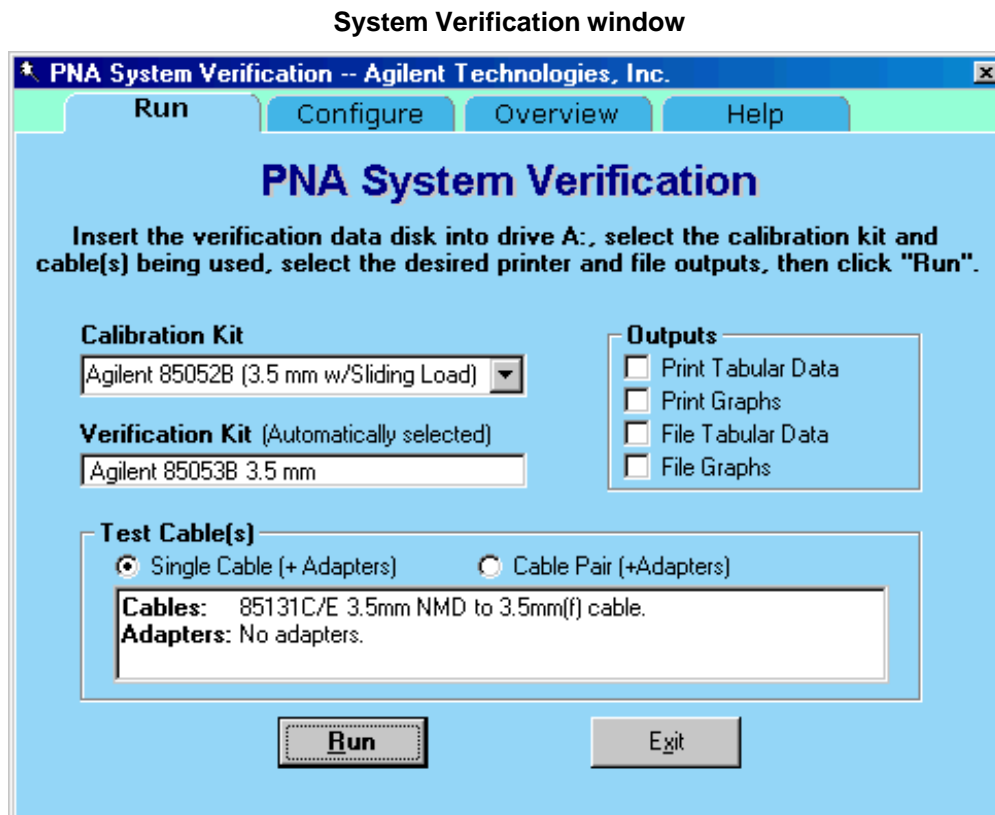 System Verification window
PNA System Verification -- Agilent Technologies, Inc.
Run Configure Overview Help
PNA System Verification
Insert the verification data disk into drive A:, select the calibration kit and
cable(s) being used, select the desired printer and file outputs, then click "Run".
Calibration Kit
Agilent 85052B (3.5 mm w/Sliding Load)
Verification Kit (Automatically selected)
Agilent 85053B 3.5 mm
Outputs
Print Tabular Data
Print Graphs
File Tabular Data
File Graphs
Test Cable(s)
Single Cable (+ Adapters) Cable Pair (+Adapters)
Cables: 85131C/E 3.5mm NMD to 3.5mm(f) cable.
Adapters: No adapters.
Run Exit